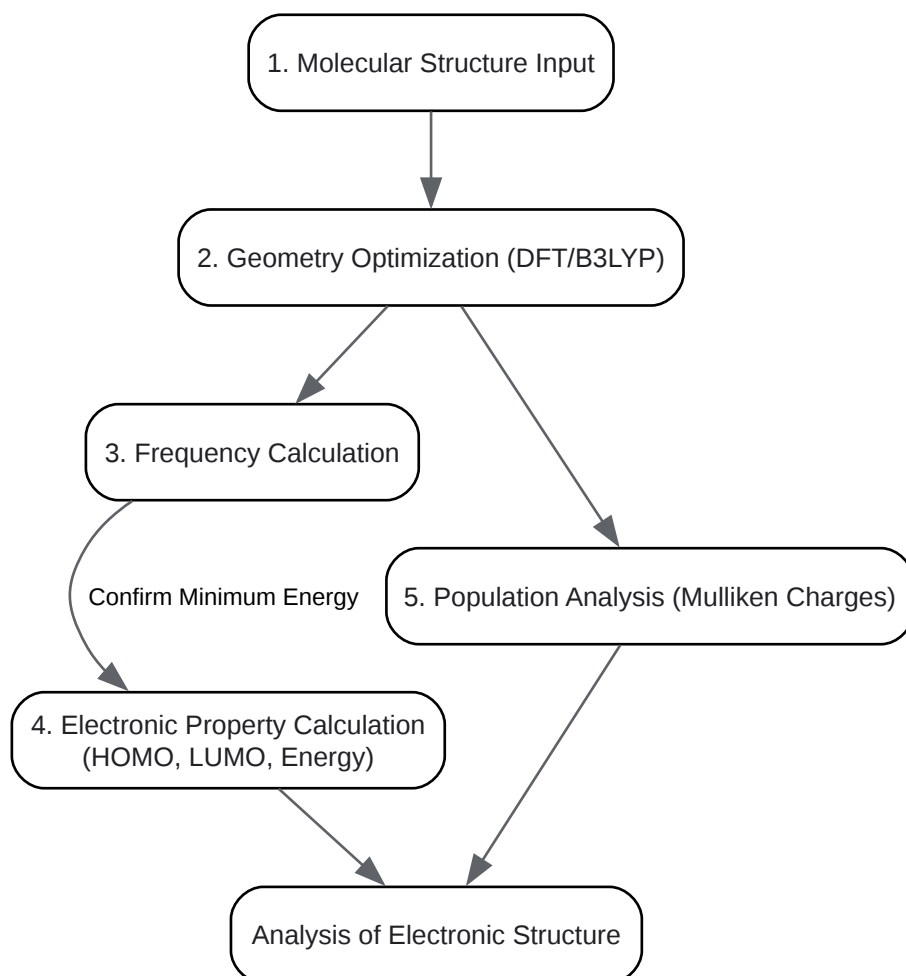 1. Molecular Structure Input
2. Geometry Optimization (DFT/B3LYP)
3. Frequency Calculation
Confirm Minimum Energy
5. Population Analysis (Mulliken Charges)
4. Electronic Property Calculation
(HOMO, LUMO, Energy)
Analysis of Electronic Structure